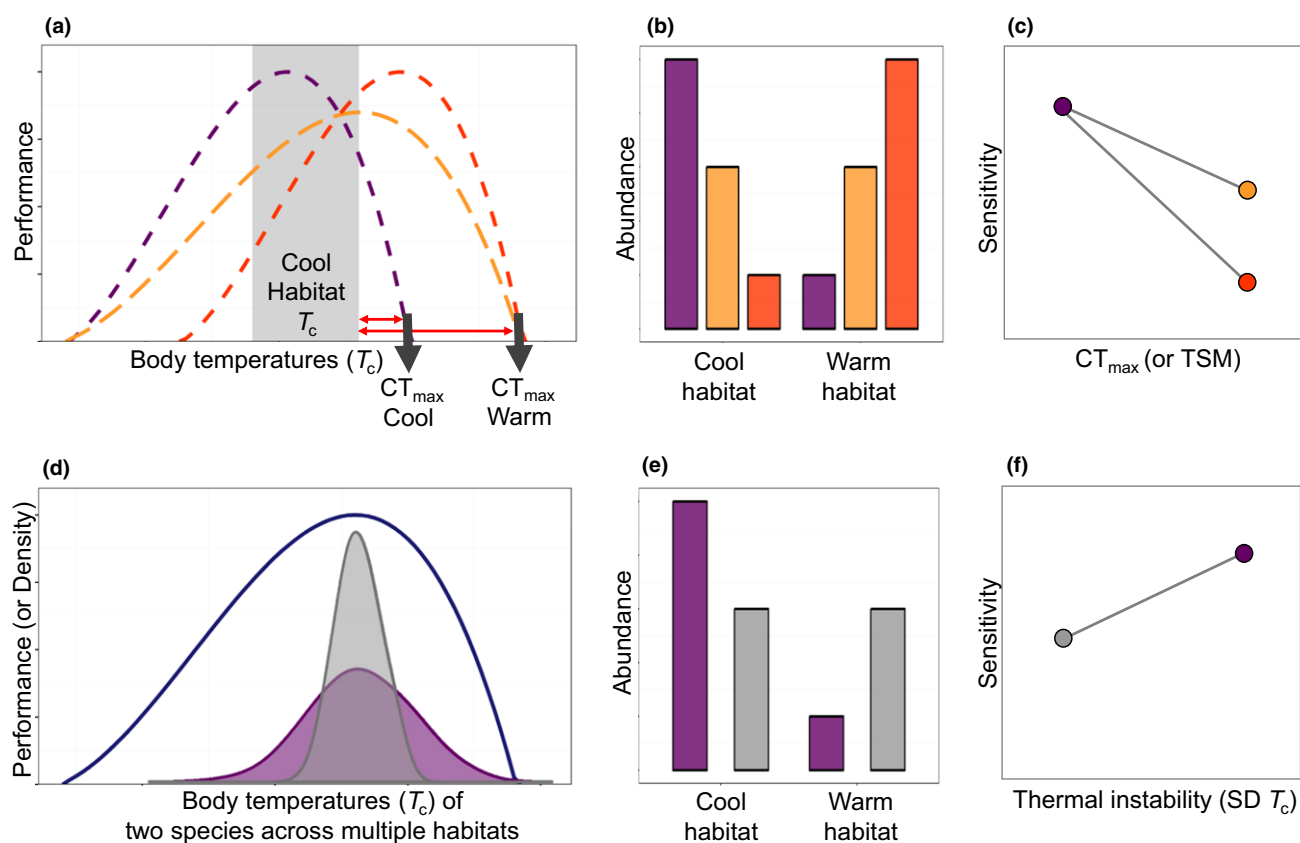 (a)
Performance
Cool
Habitat
Tc
Body temperatures (Tc)
CTmax
Cool
CTmax
Warm
(b)
Abundance
Cool
habitat
Warm
habitat
(c)
Sensitivity
CTmax (or TSM)
(d)
Performance (or Density)
Body temperatures (Tc) of
two species across multiple habitats
(e)
Abundance
Cool
habitat
Warm
habitat
(f)
Sensitivity
Thermal instability (SD Tc)